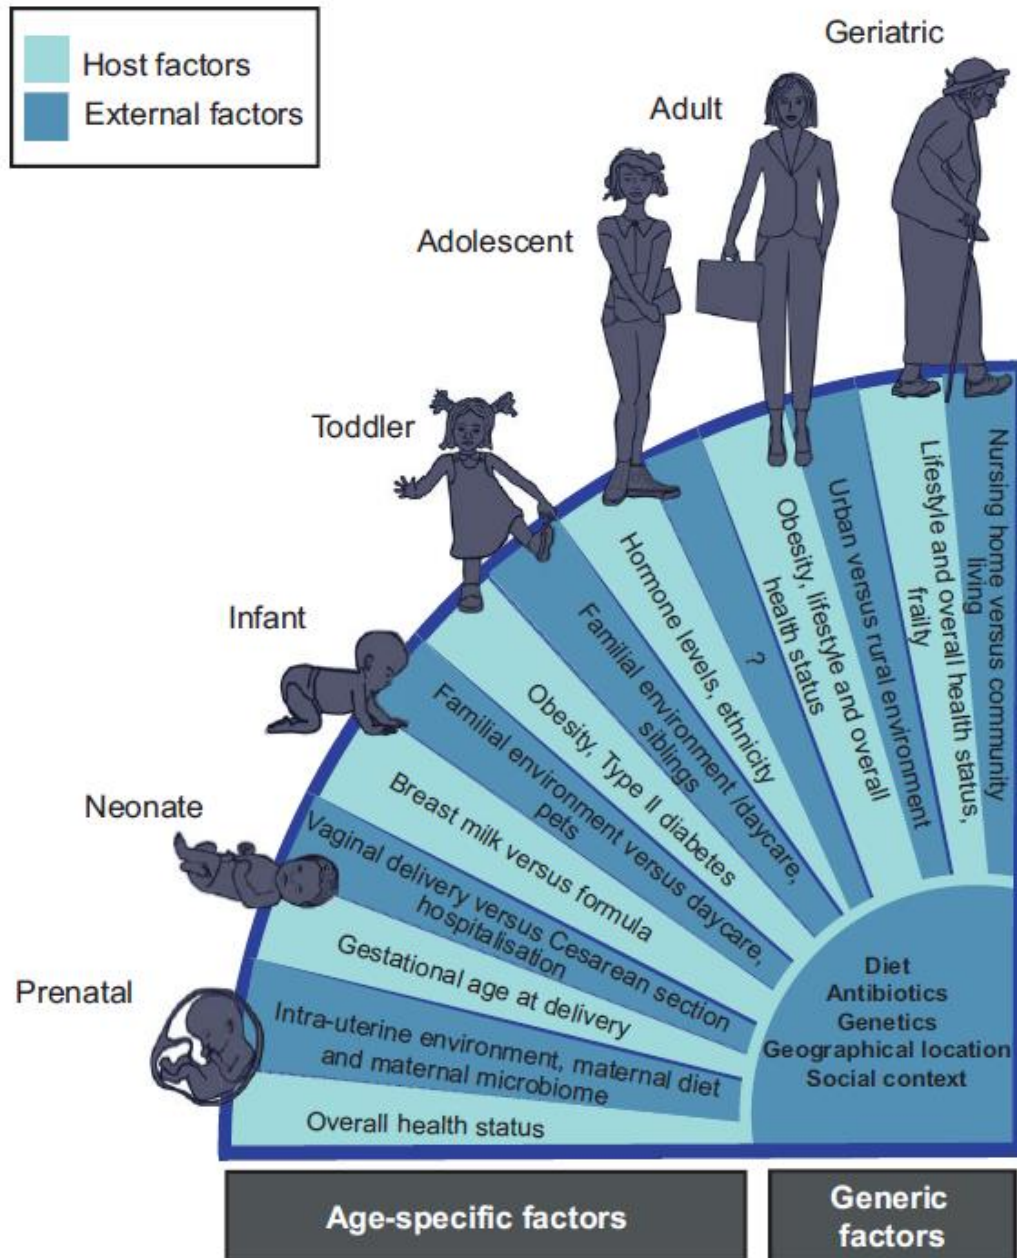 Host factors
External factors
Geriatric
Adult
Adolescent
Toddler
Infant
Neonate
Prenatal
Nursing home versus community
living
Lifestyle and overall health status,
frailty
Urban versus rural environment
Obesity, lifestyle and overall
health status
?
Hormone levels, ethnicity
Familial environment /daycare,
siblings
Obesity, Type II diabetes
Familial environment versus daycare,
pets
Breast milk versus formula
Vaginal delivery versus Cesarean section
hospitalisation
Gestational age at delivery
Intra-uterine environment, maternal diet
and maternal microbiome
Overall health status
Diet
Antibiotics
Genetics
Geographical location
Social context
Age-specific factors
Generic
factors